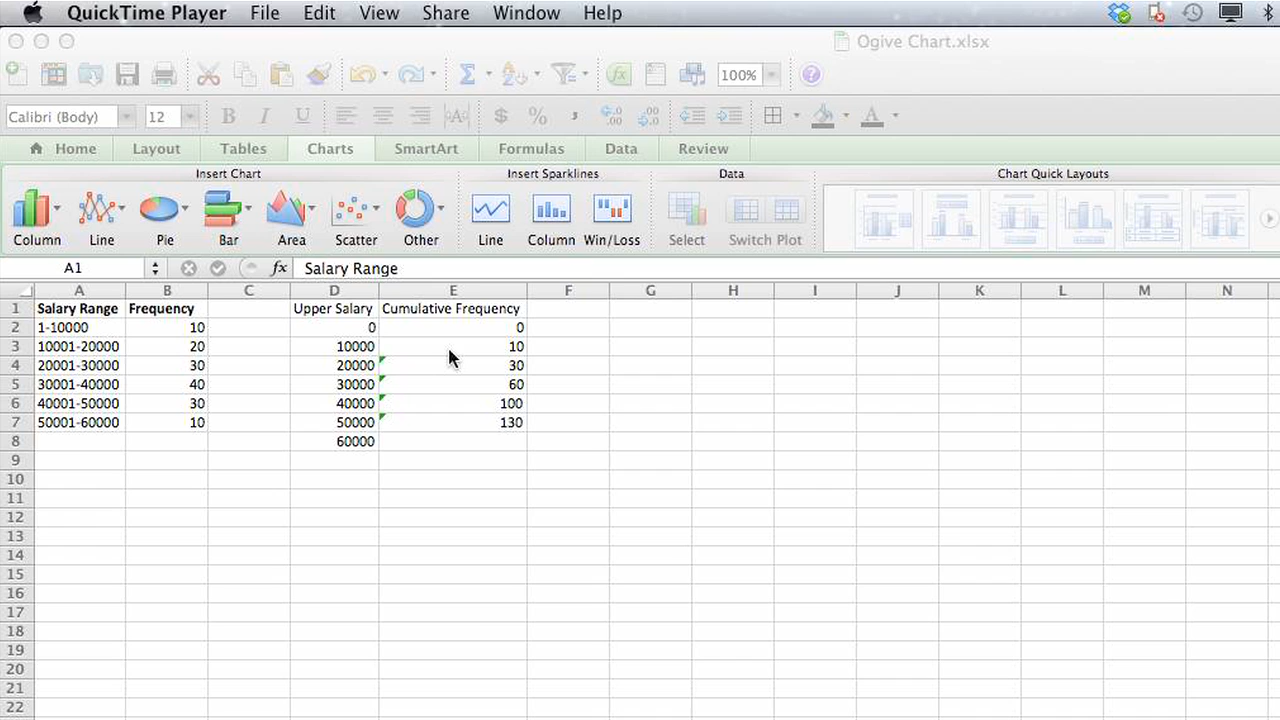 QuickTime Player File Edit View Share Window Help
Ogive Chart.xlsx
100%
Calibri (Body) 12 B I U $ % ,
Home Layout Tables Charts SmartArt Formulas Data Review
Insert Chart Insert Sparklines Data Chart Quick Layouts
Column Line Pie Bar Area Scatter Other Line Column Win/Loss Select Switch Plot
A1 fx Salary Range
A B C D E F G H I J K L M N
1 Salary Range Frequency Upper Salary Cumulative Frequency
2 1-10000 10 0 0
3 10001-20000 20 10000 10
4 20001-30000 30 20000 30
5 30001-40000 40 30000 60
6 40001-50000 30 40000 100
7 50001-60000 10 50000 130
8 60000
9
10
11
12
13
14
15
16
17
18
19
20
21
22